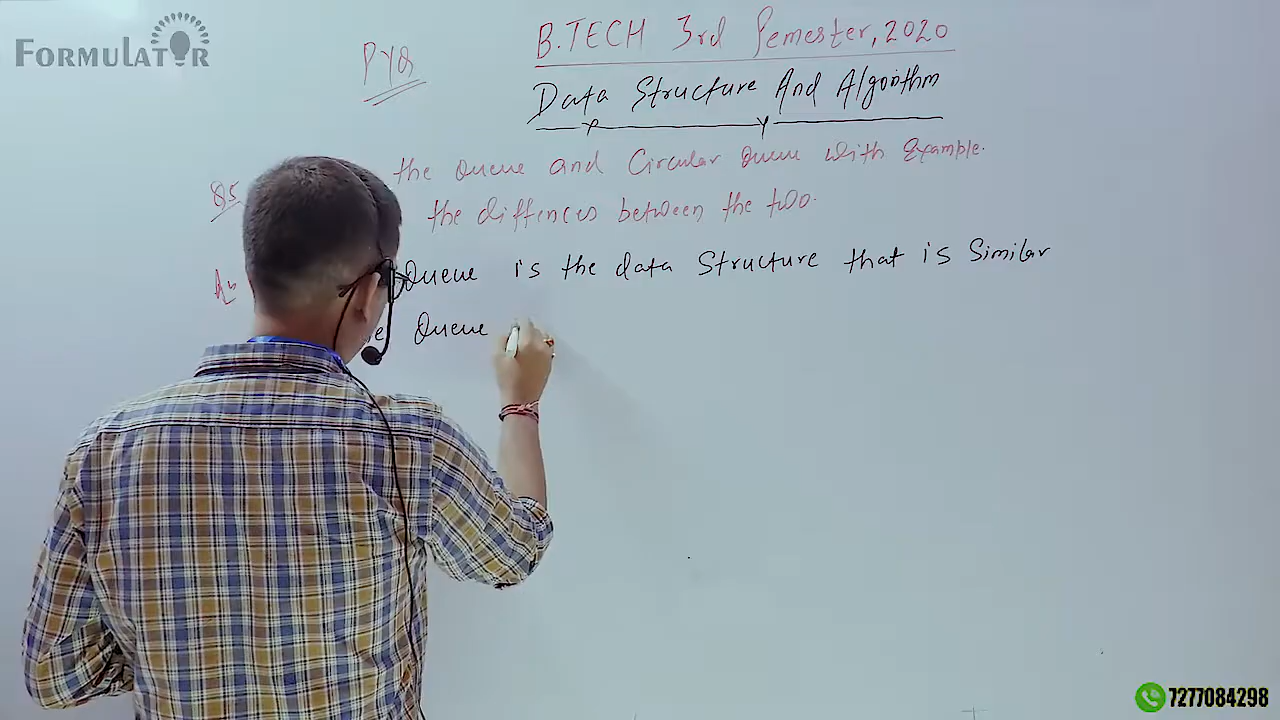 FORMULATOR
PYQ
B.TECH 3rd Semester, 2020
Data Structure And Algorithm
Q5 the Queue and Circular Queue with Example.
the diffences between the two.
Queue is the data Structure that is Similar
Queue
7277084298